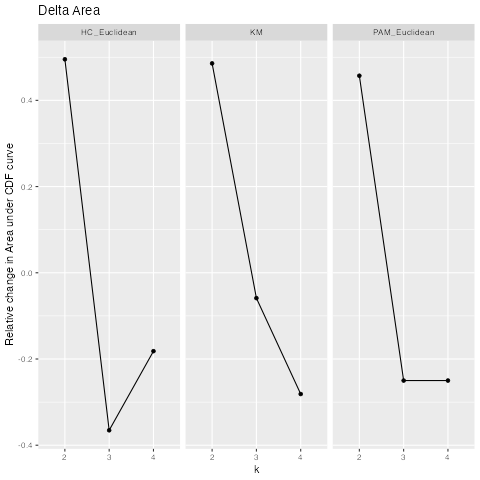 Delta Area
HC_Euclidean
KM
PAM_Euclidean
Relative change in Area under CDF curve
0.4
0.2
0.0
-0.2
-0.4
2 3 4
2 3 4
2 3 4
k